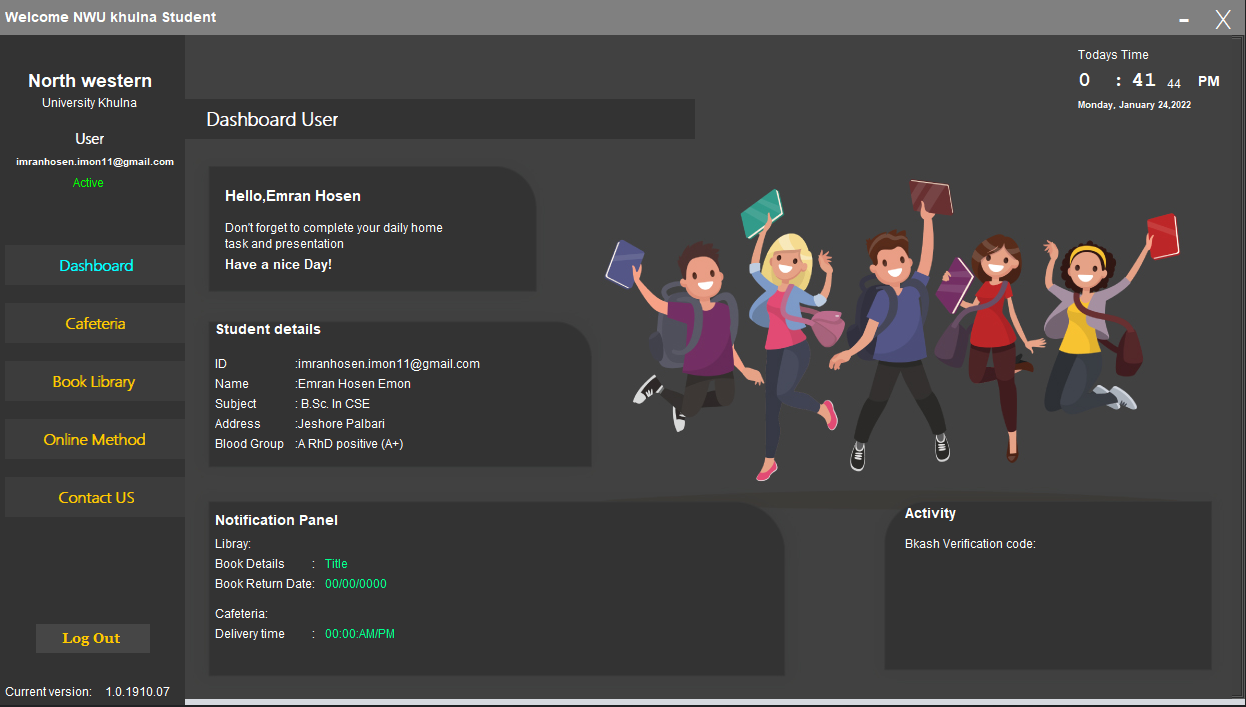 Welcome NWU khulna Student
- X
North western
University Khulna
User
imranhosen.imon11@gmail.com
Active
Dashboard
Cafeteria
Book Library
Online Method
Contact US
Log Out
Current version: 1.0.1910.07
Todays Time
0 : 41 44 PM
Monday, January 24,2022
Dashboard User
Hello,Emran Hosen
Don't forget to complete your daily home
task and presentation
Have a nice Day!
Student details
ID :imranhosen.imon11@gmail.com
Name :Emran Hosen Emon
Subject : B.Sc. In CSE
Address :Jeshore Palbari
Blood Group :A RhD positive (A+)
Notification Panel
Libray:
Book Details : Title
Book Return Date: 00/00/0000
Cafeteria:
Delivery time : 00:00:AM/PM
Activity
Bkash Verification code: